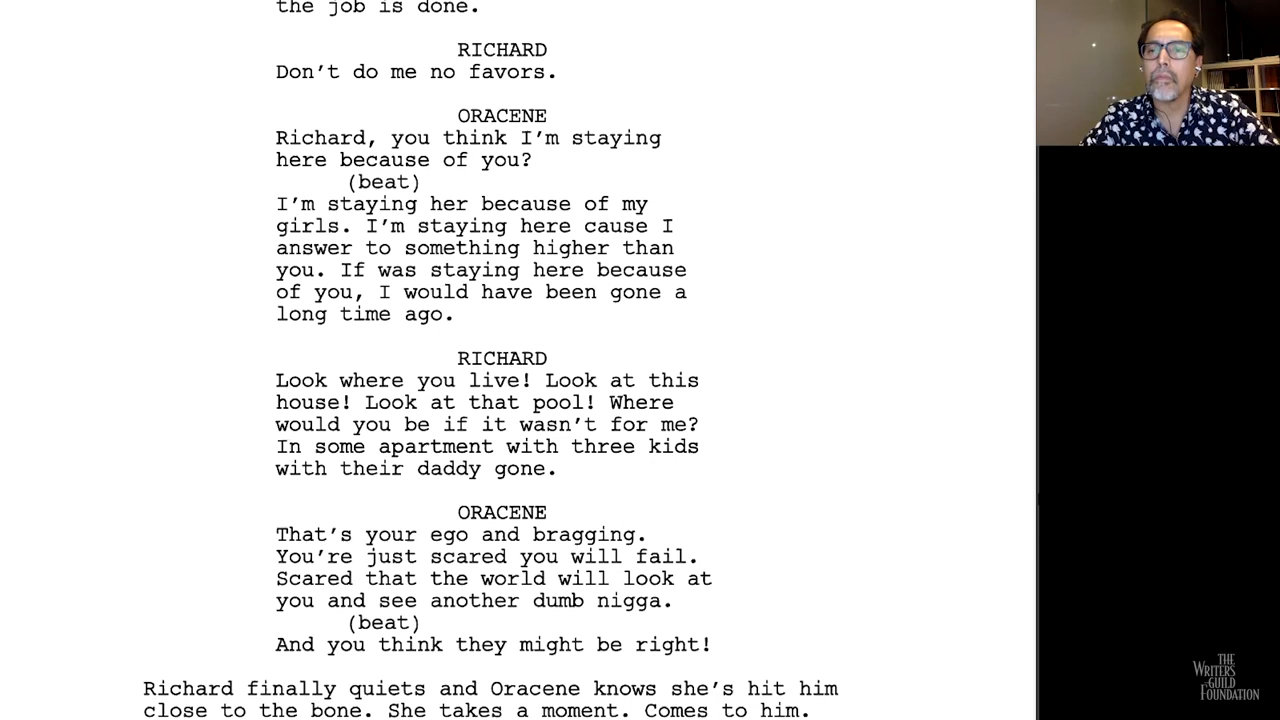 the job is done.
RICHARD
Don't do me no favors.
ORACENE
Richard, you think I'm staying
here because of you?
(beat)
I'm staying her because of my
girls. I'm staying here cause I
answer to something higher than
you. If was staying here because
of you, I would have been gone a
long time ago.
RICHARD
Look where you live! Look at this
house! Look at that pool! Where
would you be if it wasn't for me?
In some apartment with three kids
with their daddy gone.
ORACENE
That's your ego and bragging.
You're just scared you will fail.
Scared that the world will look at
you and see another dumb nigga.
(beat)
And you think they might be right!
Richard finally quiets and Oracene knows she's hit him
close to the bone. She takes a moment. Comes to him.
THE
WRITERS
GUILD
FOUNDATION